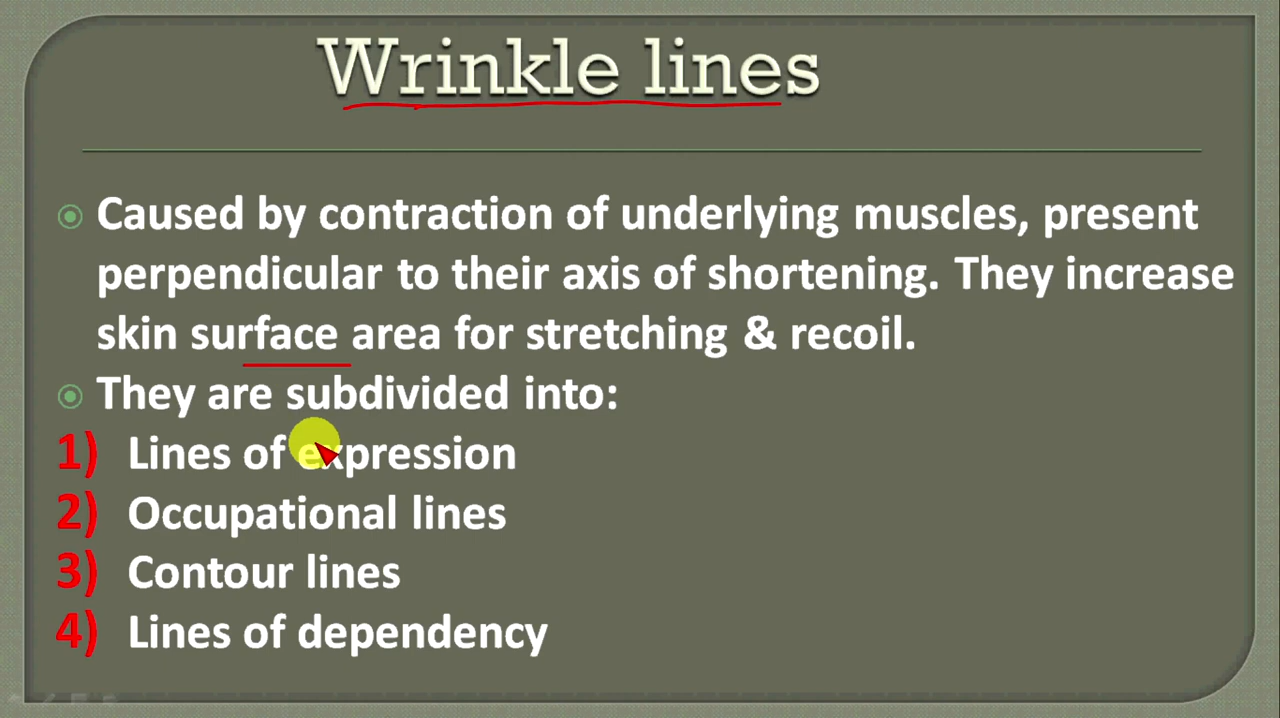 Wrinkle lines
Caused by contraction of underlying muscles, present
perpendicular to their axis of shortening. They increase
skin surface area for stretching & recoil.
They are subdivided into:
1) Lines of expression
2) Occupational lines
3) Contour lines
4) Lines of dependency